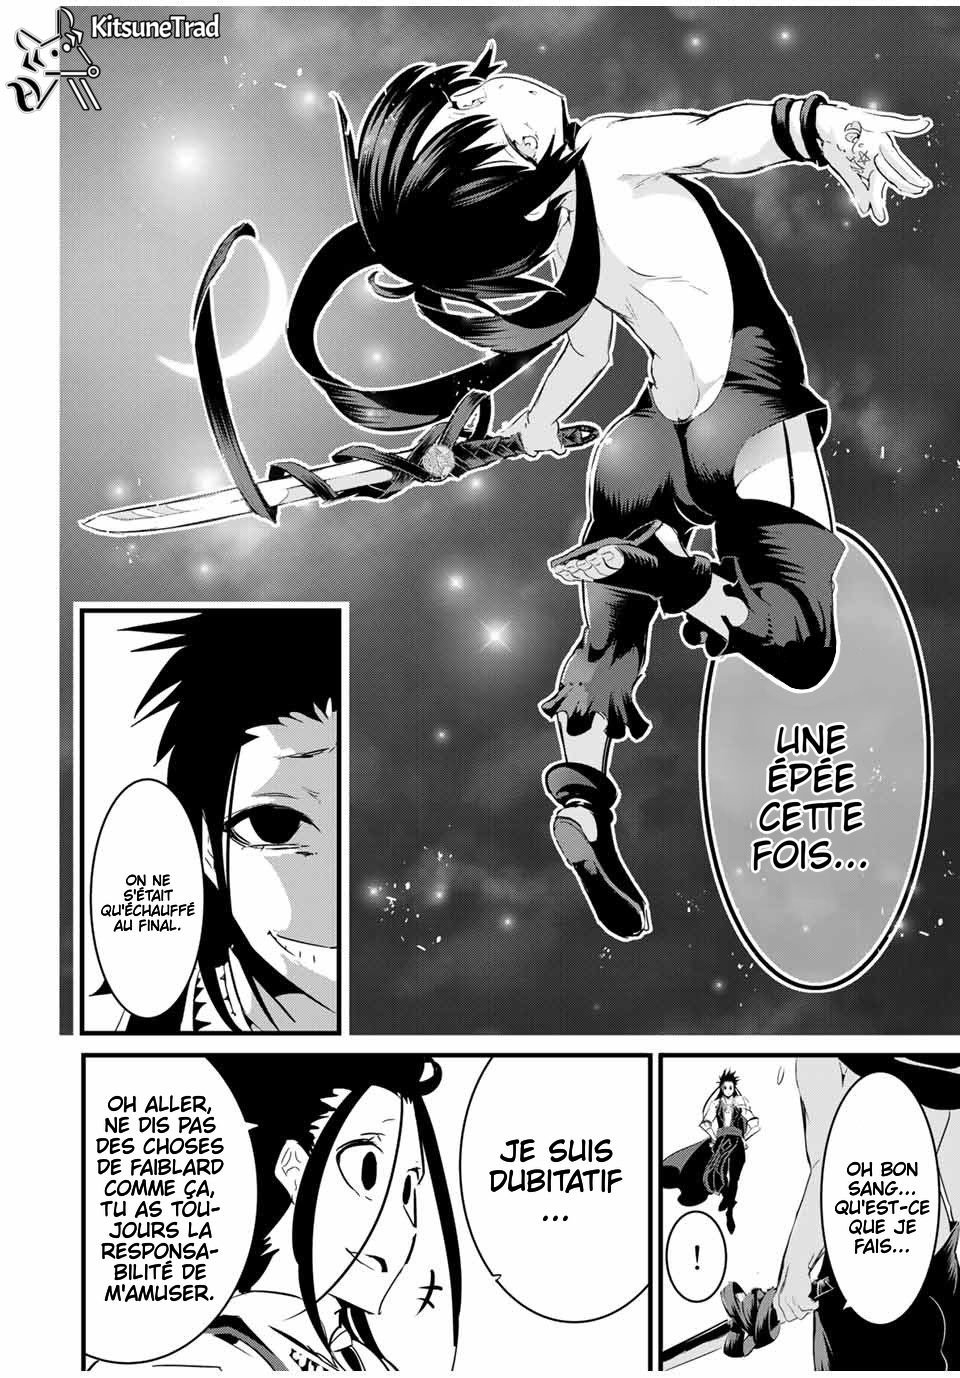 KitsuneTrad
UNE
ÉPÉE
CETTE
FOIS...
ON NE
S'ÉTAIT
QU'ÉCHAUFFÉ
AU FINAL.
OH BON
SANG...
QU'EST-CE
QUE JE
FAIS...
!
JE SUIS
DUBITATIF
...
OH ALLER,
NE DIS PAS
DES CHOSES
DE FAIBLARD
COMME ÇA,
TU AS TOU-
JOURS LA
RESPONSA-
BILITÉ DE
M'AMUSER.